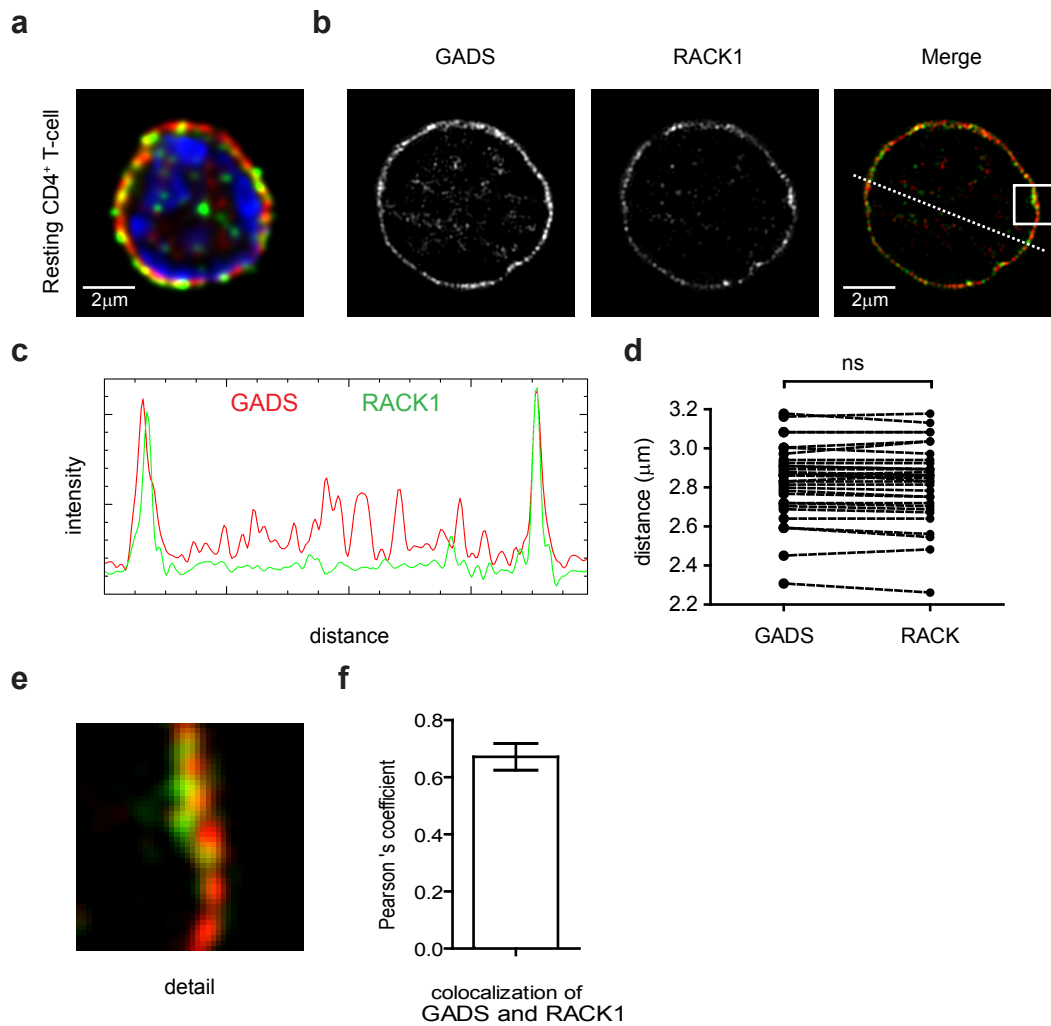 a
b
GADS
RACK1
Merge
Resting CD4⁺ T-cell
2μm
2μm
c
d
GADS
RACK1
intensity
distance
ns
distance (μm)
3.2
3.0
2.8
2.6
2.4
2.2
GADS
RACK
e
f
detail
Pearson 's coefficient
0.8
0.6
0.4
0.2
0.0
colocalization of
GADS and RACK1